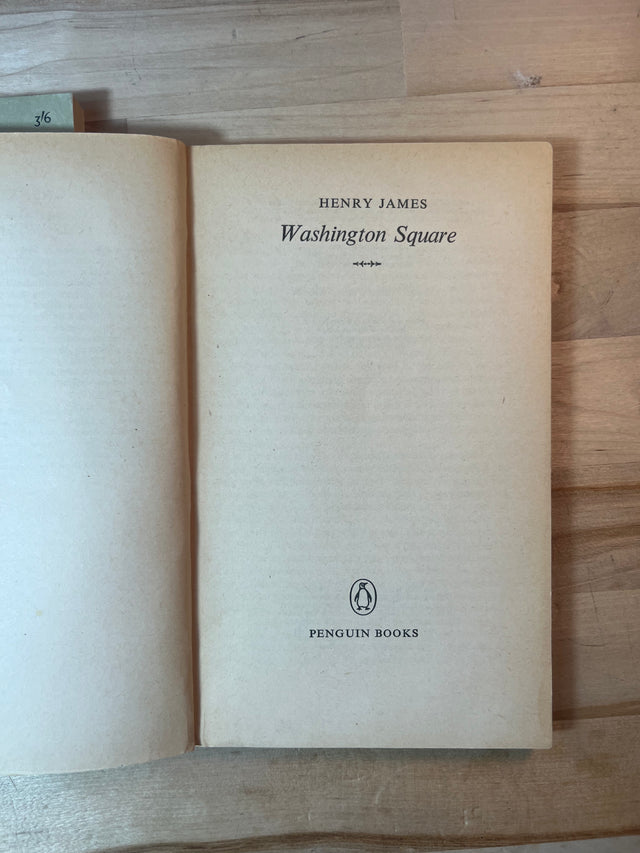 3/6
HENRY JAMES
Washington Square
PENGUIN BOOKS